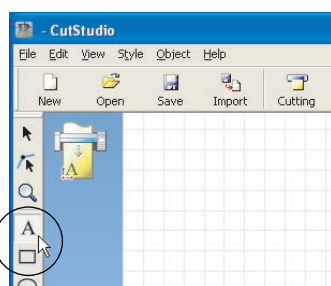 - CutStudio
File Edit View Style Object Help
New Open Save Import Cutting
A
A